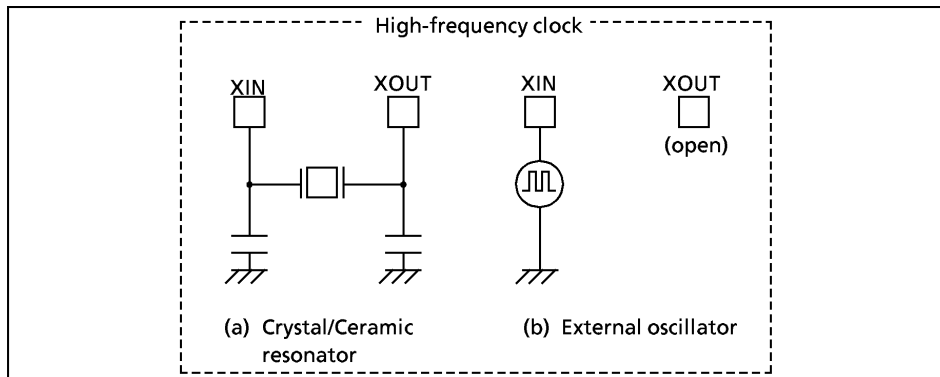 High-frequency clock
XIN
XOUT
XIN
XOUT
(open)
(a) Crystal/Ceramic
resonator
(b) External oscillator